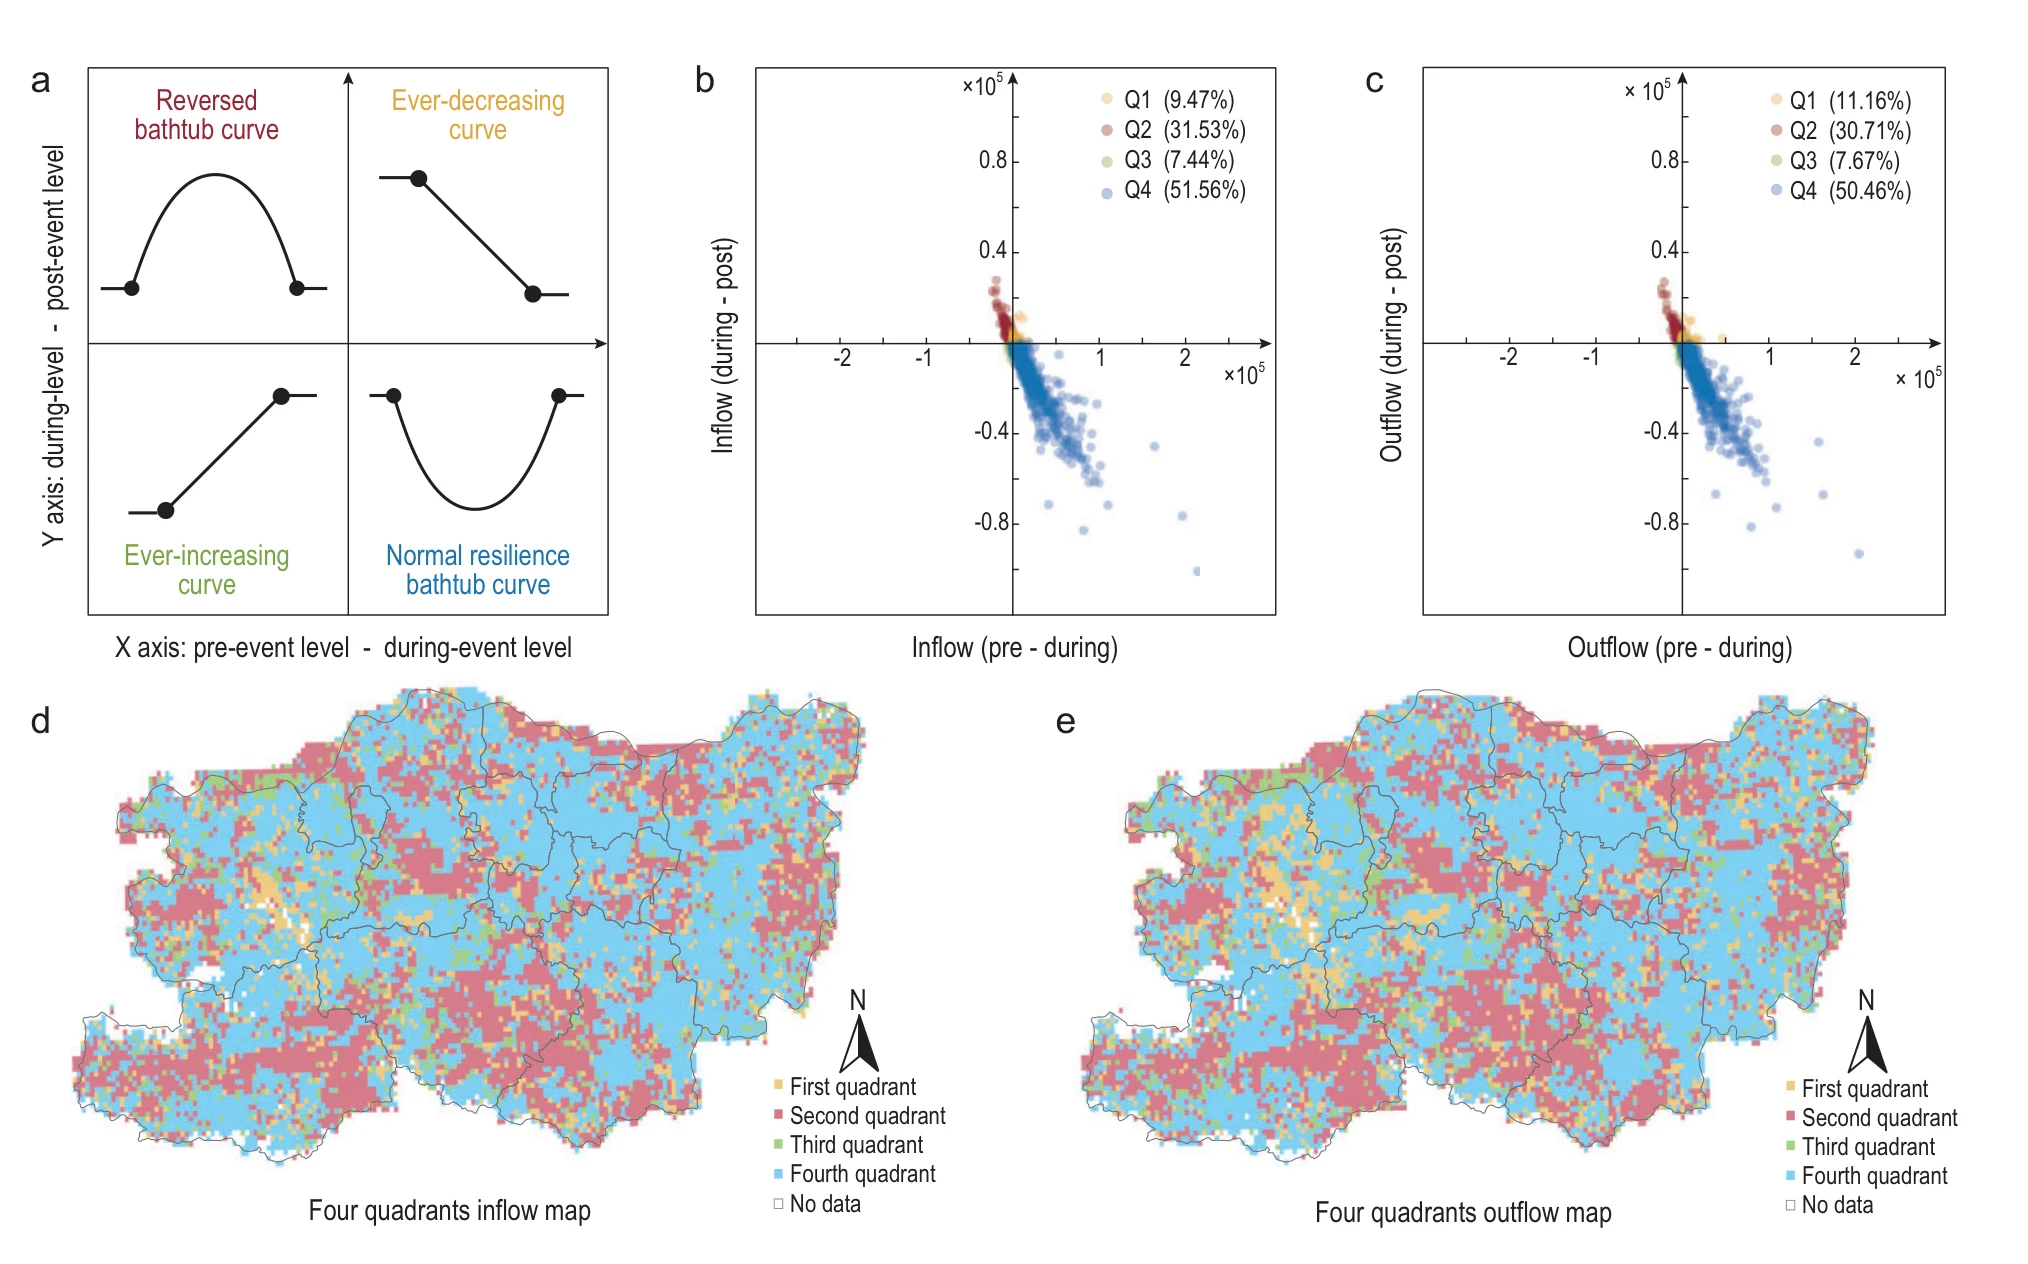 a
Reversed
bathtub curve
Ever-decreasing
curve
Ever-increasing
curve
Normal resilience
bathtub curve
Y axis: during-level - post-event level
X axis: pre-event level - during-event level
b
×10⁵
Q1 (9.47%)
Q2 (31.53%)
Q3 (7.44%)
Q4 (51.56%)
0.8
0.4
-2
-1
1
2
×10⁵
-0.4
-0.8
Inflow (during - post)
Inflow (pre - during)
c
× 10⁵
Q1 (11.16%)
Q2 (30.71%)
Q3 (7.67%)
Q4 (50.46%)
0.8
0.4
-2
-1
1
2
× 10⁵
-0.4
-0.8
Outflow (during - post)
Outflow (pre - during)
d
N
First quadrant
Second quadrant
Third quadrant
Fourth quadrant
No data
Four quadrants inflow map
e
N
First quadrant
Second quadrant
Third quadrant
Fourth quadrant
No data
Four quadrants outflow map